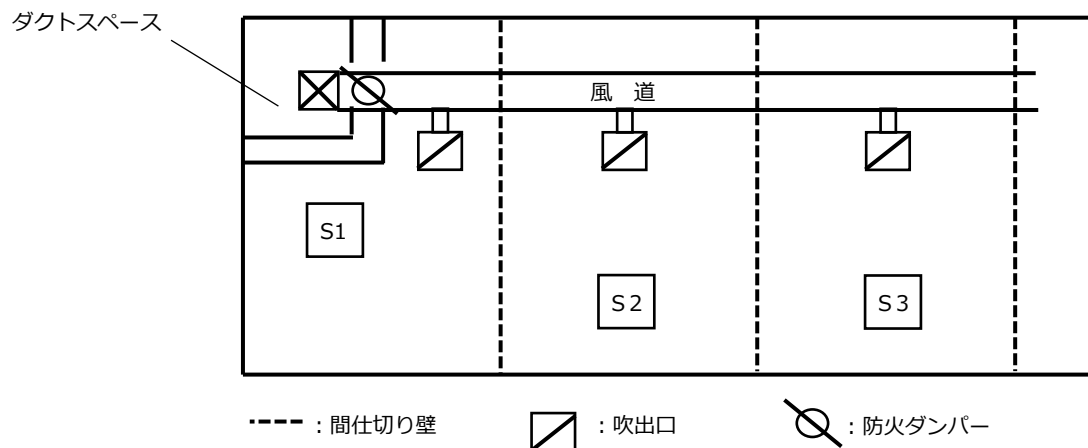 ダクトスペース
風 道
S1
S2
S3
：間仕切り壁
：吹出口
：防火ダンパー